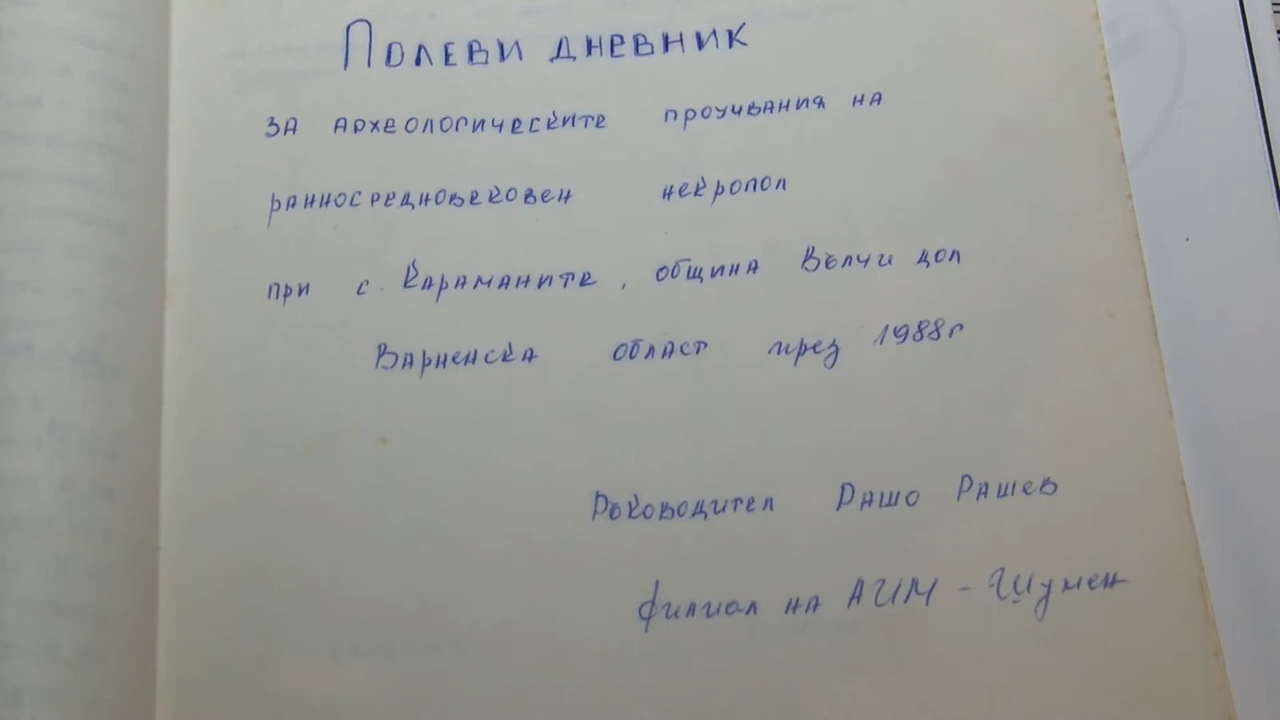 Полеви дневник
за археологическите проучвания на
ранносредновековен некропол
при с. Караманите, община Вълчи дол
Варненска област през 1988г
Ръководител Рашо Рашев
филиал на АИМ - Шумен